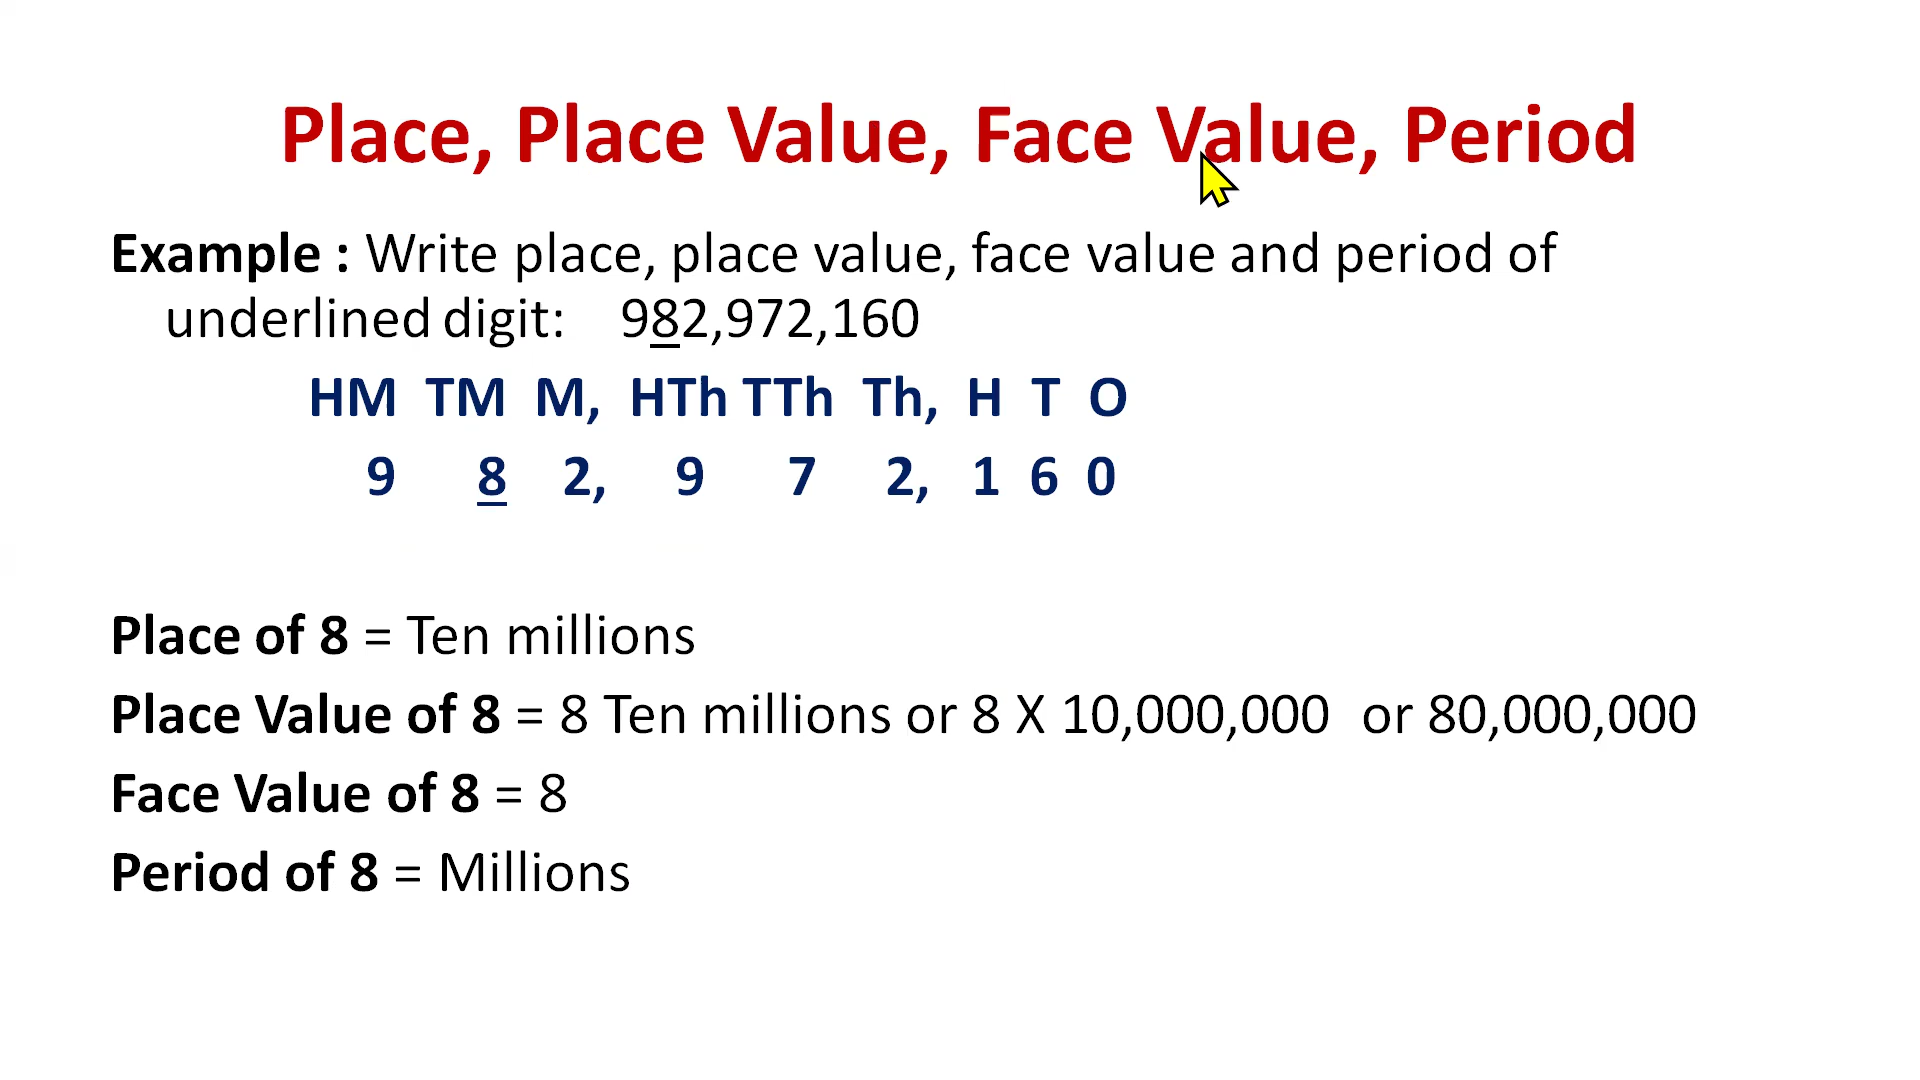 Place, Place Value, Face Value, Period
Example : Write place, place value, face value and period of
underlined digit: 982,972,160
HM TM M, HTh TTh Th, H T O
9 8 2, 9 7 2, 1 6 0
Place of 8 = Ten millions
Place Value of 8 = 8 Ten millions or 8 X 10,000,000 or 80,000,000
Face Value of 8 = 8
Period of 8 = Millions